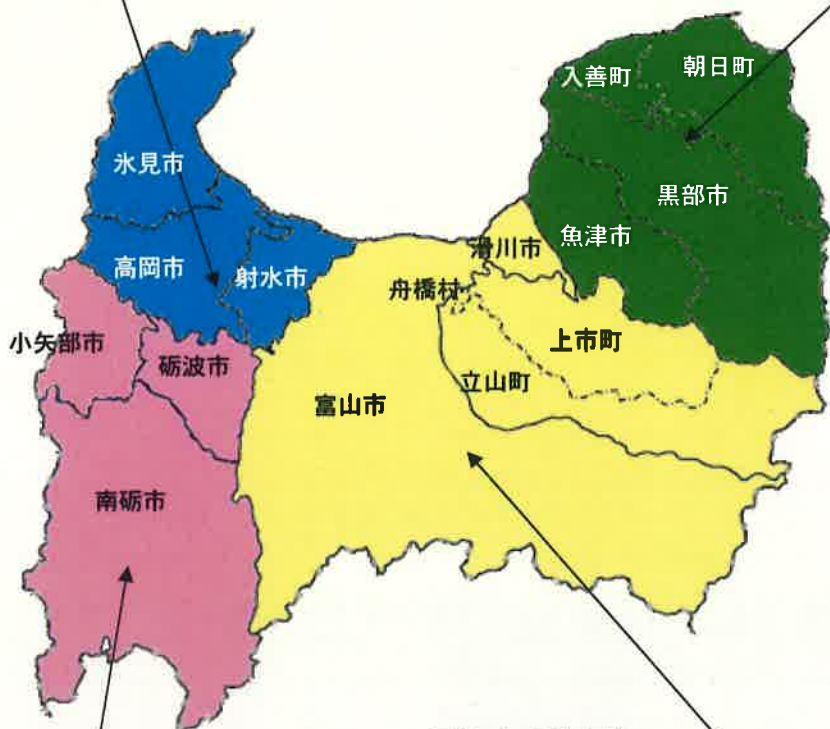 入善町
朝日町
氷見市
黒部市
魚津市
高岡市
射水市
滑川市
舟橋村
小矢部市
砺波市
上市町
立山町
富山市
南砺市